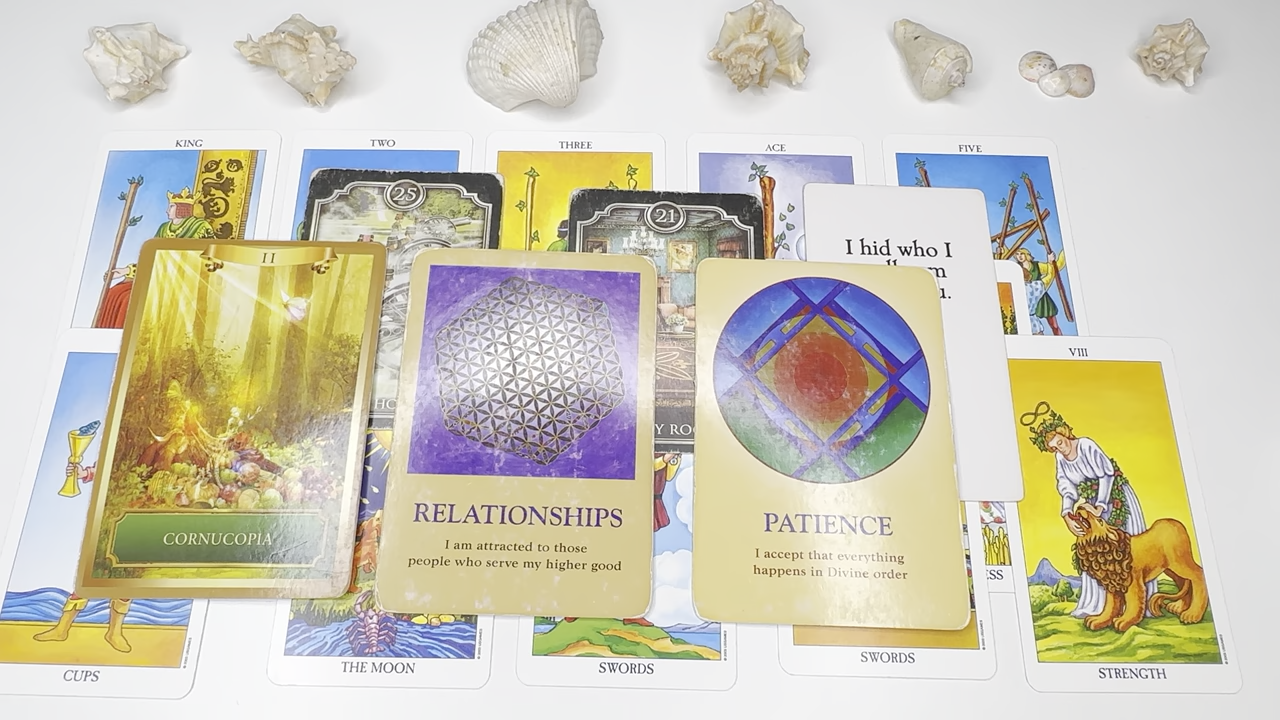 KING
TWO
THREE
ACE
FIVE
25
21
I hid who I
II
VIII
CORNUCOPIA
RELATIONSHIPS
I am attracted to those
people who serve my higher good
PATIENCE
I accept that everything
happens in Divine order
CUPS
THE MOON
SWORDS
SWORDS
STRENGTH